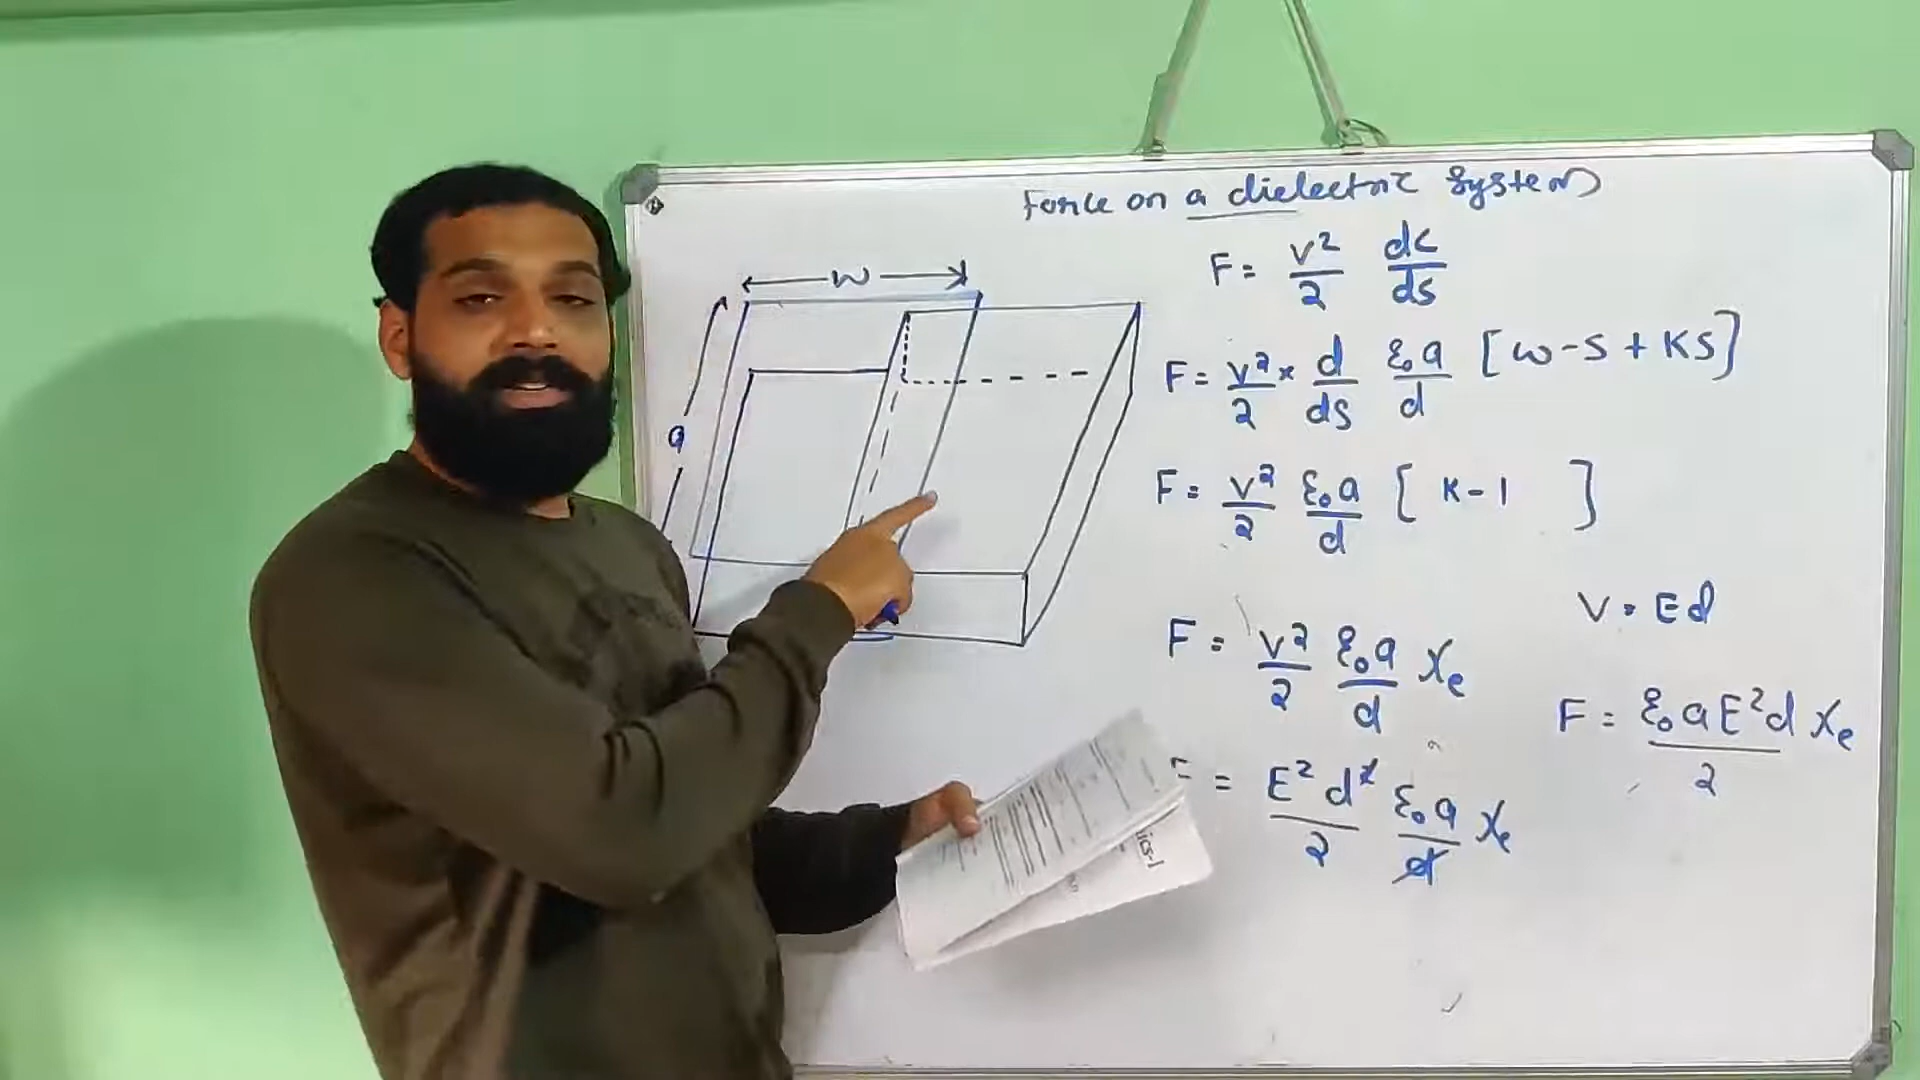 Force on a dielectric system
w
a
F = V²/2 dC/ds
F = V²/2 × d/ds ε₀a/d [w-s+Ks]
F = V²/2 ε₀a/d [K-1]
V = Ed
F = V²/2 ε₀a/d χₑ
F = ε₀aE²d χₑ/2
= E²d²/2 ε₀a/d χₑ
ics-I